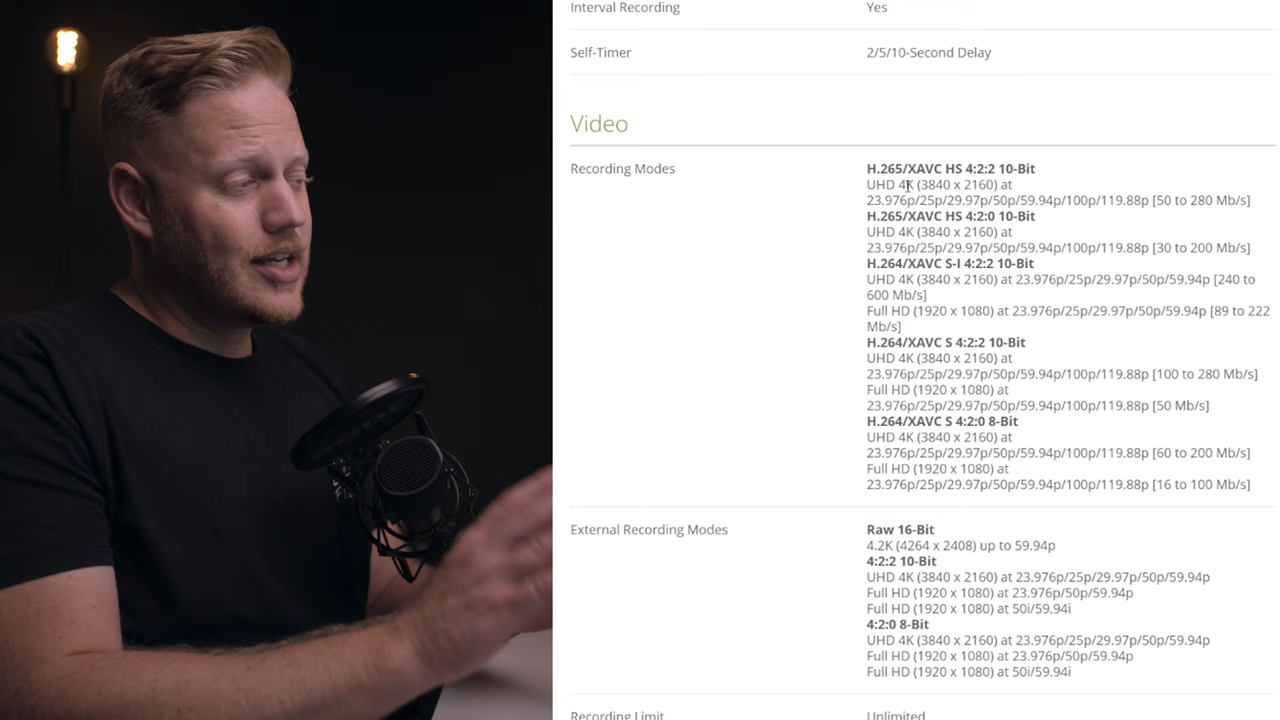 Interval Recording
Yes
Self-Timer
2/5/10-Second Delay
Video
Recording Modes
H.265/XAVC HS 4:2:2 10-Bit
UHD 4K (3840 x 2160) at
23.976p/25p/29.97p/50p/59.94p/100p/119.88p [50 to 280 Mb/s]
H.265/XAVC HS 4:2:0 10-Bit
UHD 4K (3840 x 2160) at
23.976p/25p/29.97p/50p/59.94p/100p/119.88p [30 to 200 Mb/s]
H.264/XAVC S-I 4:2:2 10-Bit
UHD 4K (3840 x 2160) at 23.976p/25p/29.97p/50p/59.94p [240 to
600 Mb/s]
Full HD (1920 x 1080) at 23.976p/25p/29.97p/50p/59.94p [89 to 222
Mb/s]
H.264/XAVC S 4:2:2 10-Bit
UHD 4K (3840 x 2160) at
23.976p/25p/29.97p/50p/59.94p/100p/119.88p [100 to 280 Mb/s]
Full HD (1920 x 1080) at
23.976p/25p/29.97p/50p/59.94p/100p/119.88p [50 Mb/s]
H.264/XAVC S 4:2:0 8-Bit
UHD 4K (3840 x 2160) at
23.976p/25p/29.97p/50p/59.94p/100p/119.88p [60 to 200 Mb/s]
Full HD (1920 x 1080) at
23.976p/25p/29.97p/50p/59.94p/100p/119.88p [16 to 100 Mb/s]
External Recording Modes
Raw 16-Bit
4.2K (4264 x 2408) up to 59.94p
4:2:2 10-Bit
UHD 4K (3840 x 2160) at 23.976p/25p/29.97p/50p/59.94p
Full HD (1920 x 1080) at 23.976p/50p/59.94p
Full HD (1920 x 1080) at 50i/59.94i
4:2:0 8-Bit
UHD 4K (3840 x 2160) at 23.976p/25p/29.97p/50p/59.94p
Full HD (1920 x 1080) at 23.976p/50p/59.94p
Full HD (1920 x 1080) at 50i/59.94i
Recording Limit
Unlimited